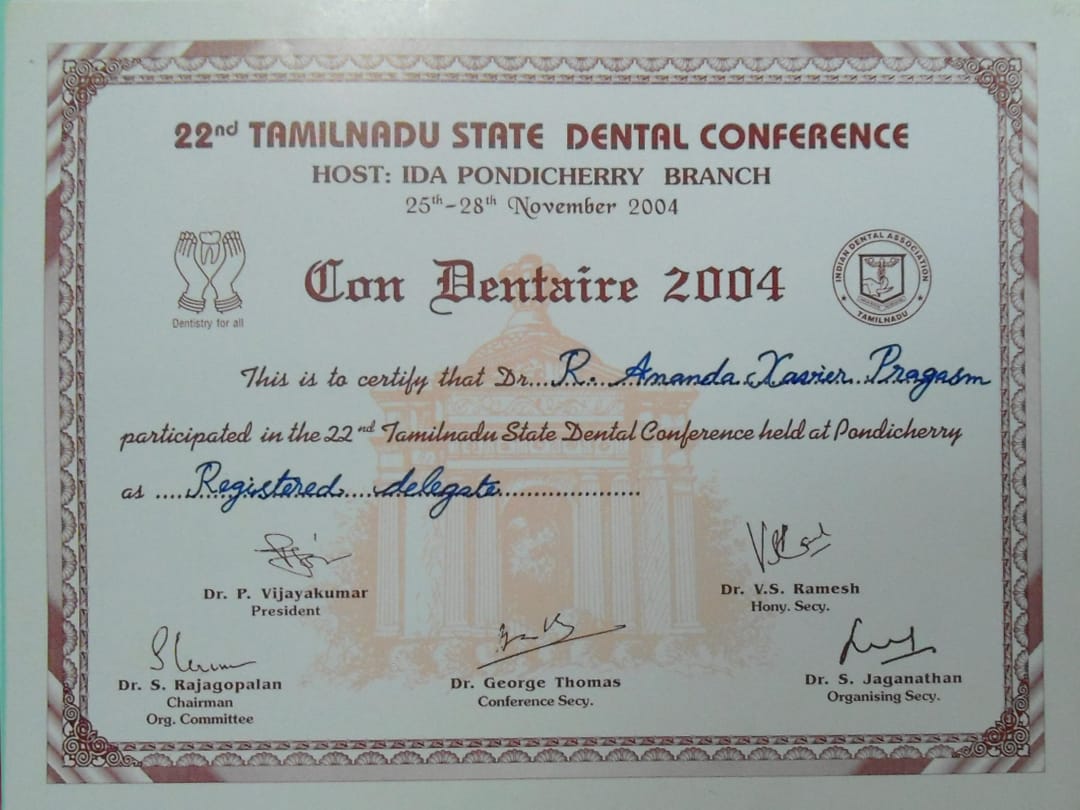 22nd TAMILNADU STATE DENTAL CONFERENCE
HOST: IDA PONDICHERRY BRANCH
25th-28th November 2004
Con Dentaire 2004
Dentistry for all
INDIAN DENTAL ASSOCIATION
TAMILNADU
This is to certify that Dr...R. Ananda Xavier Pragasm
participated in the 22nd Tamilnadu State Dental Conference held at Pondicherry
as ....Registered....delegate......................
Dr. P. Vijayakumar
President
Dr. V.S. Ramesh
Hony. Secy.
Dr. S. Rajagopalan
Chairman
Org. Committee
Dr. George Thomas
Conference Secy.
Dr. S. Jaganathan
Organising Secy.